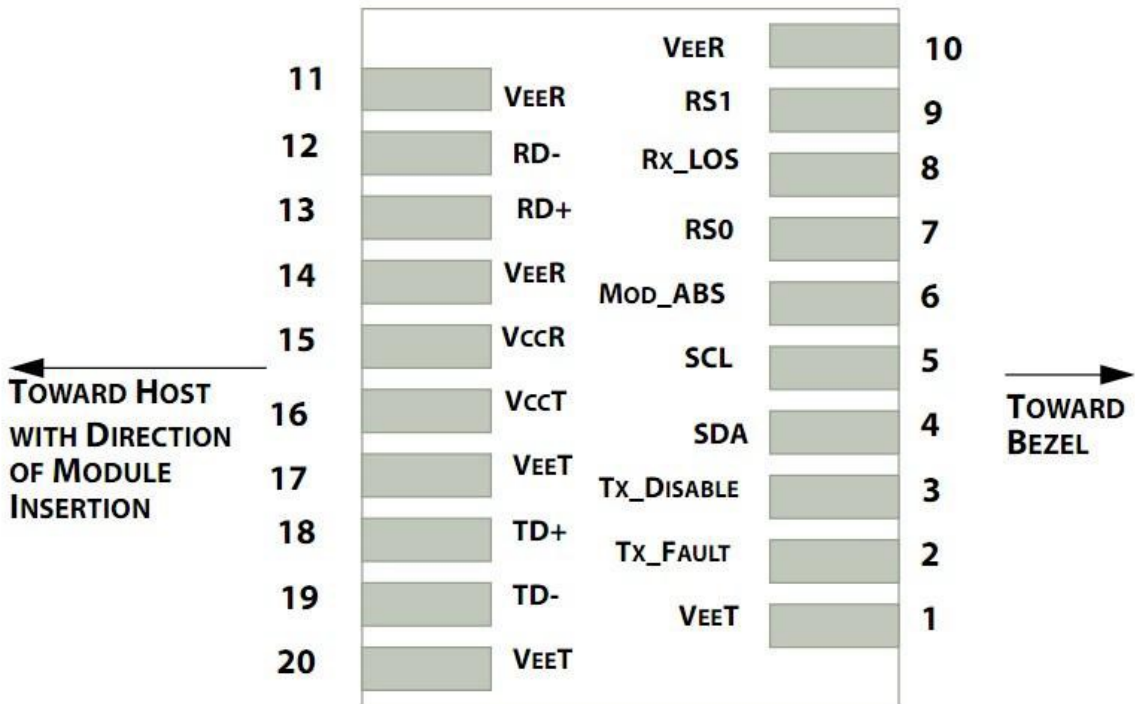 11
VEER
12
RD-
13
RD+
14
VEER
15
VCCR
16
VCCT
17
VEET
18
TD+
19
TD-
20
VEET
VEER
10
RS1
9
RX_LOS
8
RS0
7
MOD_ABS
6
SCL
5
SDA
4
TX_DISABLE
3
TX_FAULT
2
VEET
1
TOWARD HOST
WITH DIRECTION
OF MODULE
INSERTION
TOWARD
BEZEL